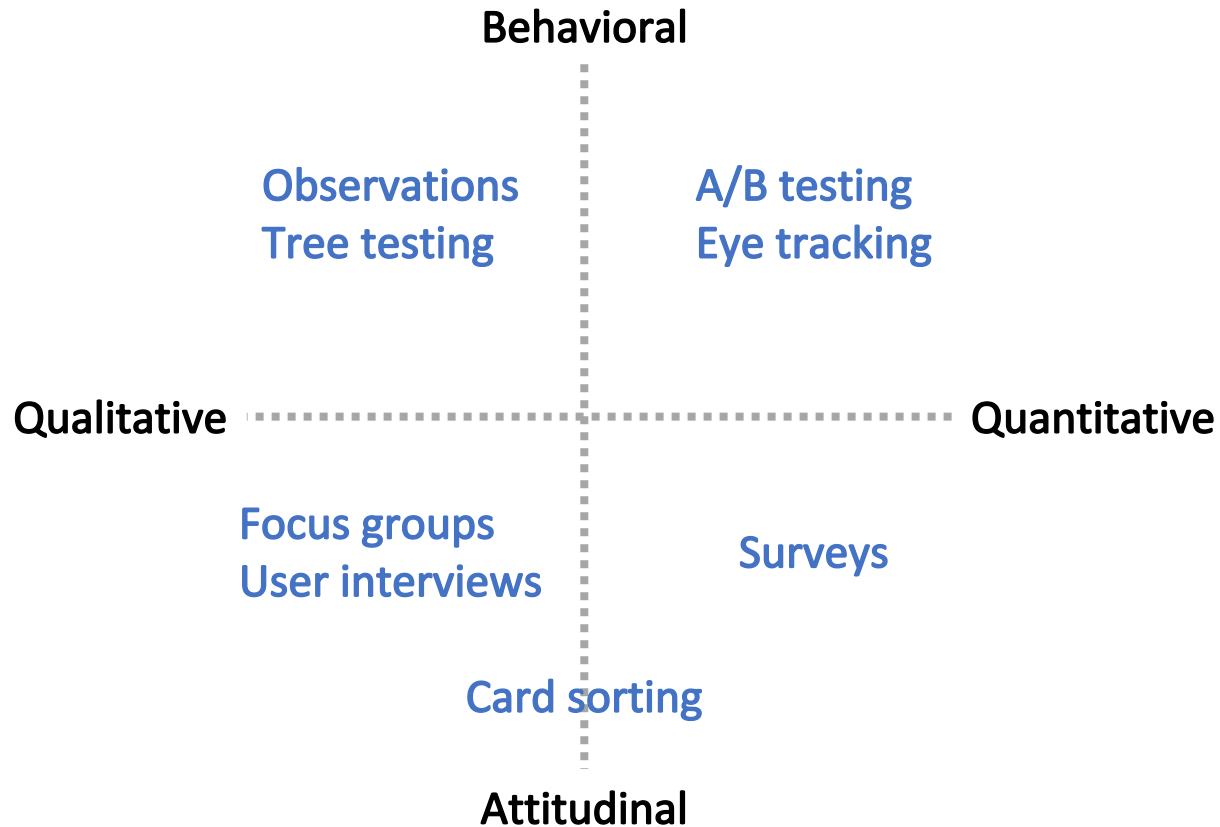 Behavioral
Observations
Tree testing
A/B testing
Eye tracking
Qualitative
Quantitative
Focus groups
User interviews
Surveys
Card sorting
Attitudinal